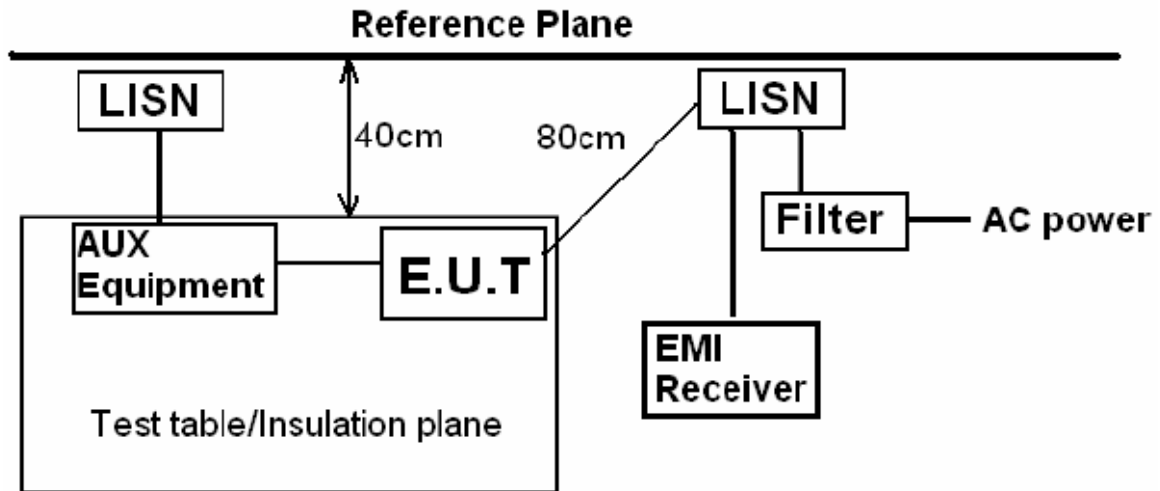 Reference Plane
LISN
40cm
80cm
LISN
Filter
AC power
AUX
Equipment
E.U.T
EMI
Receiver
Test table/Insulation plane